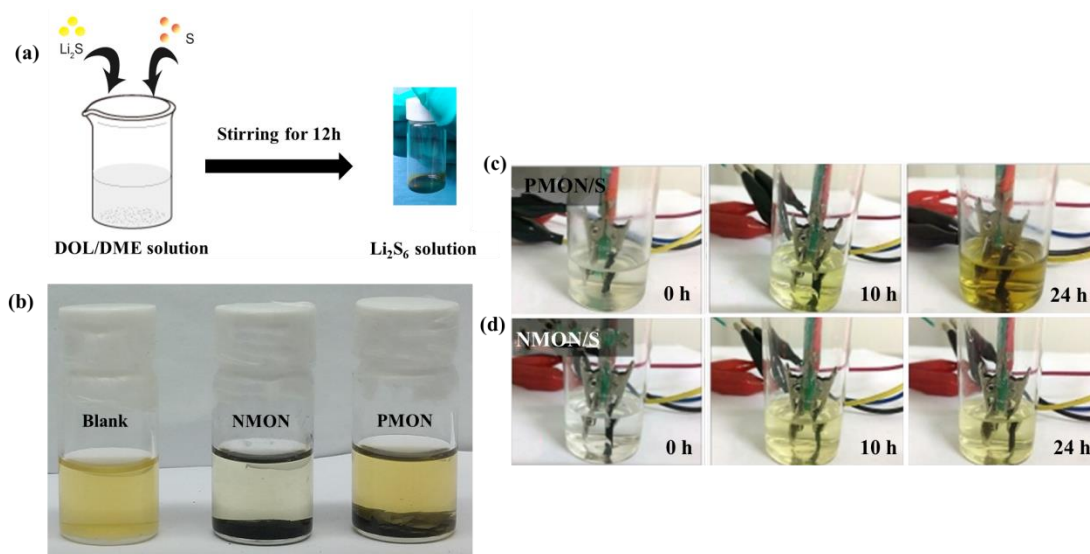 (a)
Li₂S
S
Stirring for 12h
DOL/DME solution
Li₂S₆ solution
(b)
Blank
NMON
PMON
(c)
PMON/S
0 h
10 h
24 h
(d)
NMON/S
0 h
10 h
24 h